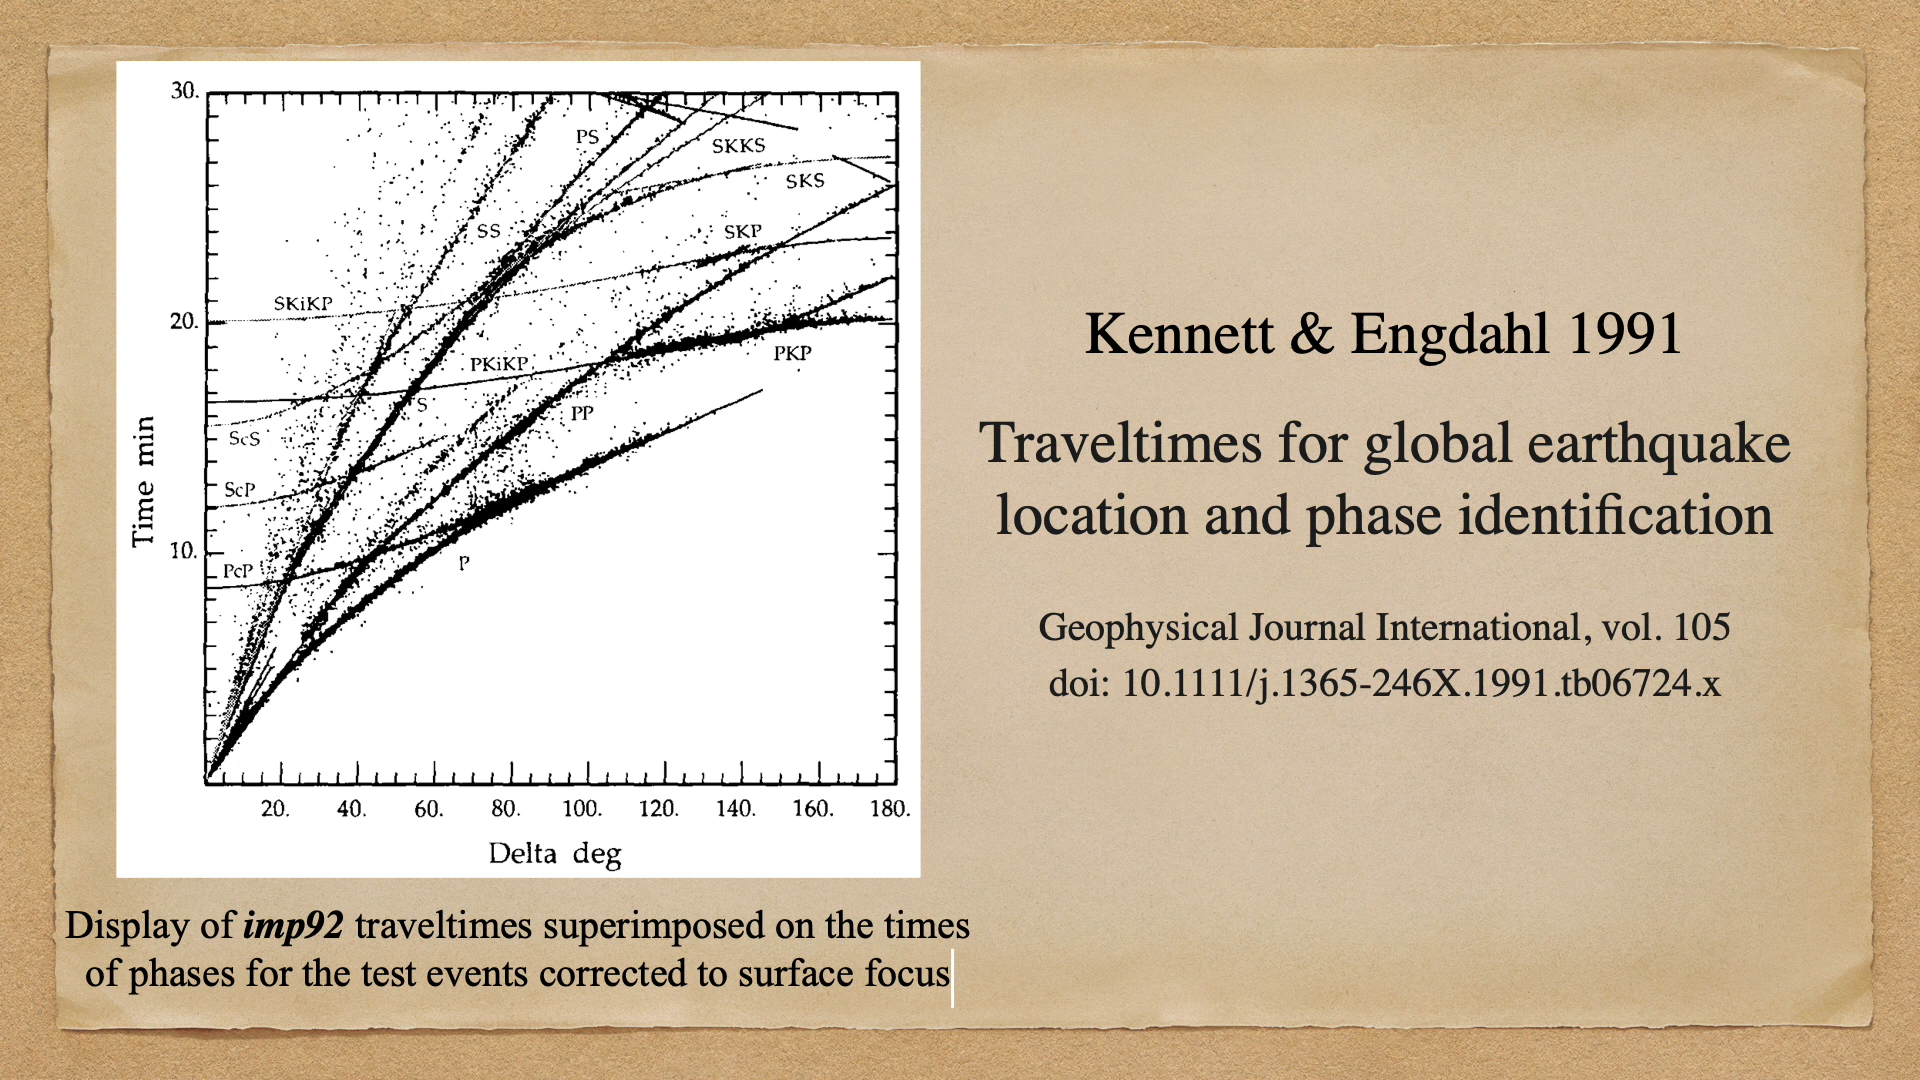 30.
20.
10.
Time min
PS
SKKS
SKS
SS
SKP
SKiKP
PKiKP
PKP
S
PP
ScS
ScP
PcP
P
20. 40. 60. 80. 100. 120. 140. 160. 180.
Delta deg
Display of imp92 traveltimes superimposed on the times
of phases for the test events corrected to surface focus
Kennett & Engdahl 1991
Traveltimes for global earthquake
location and phase identification
Geophysical Journal International, vol. 105
doi: 10.1111/j.1365-246X.1991.tb06724.x